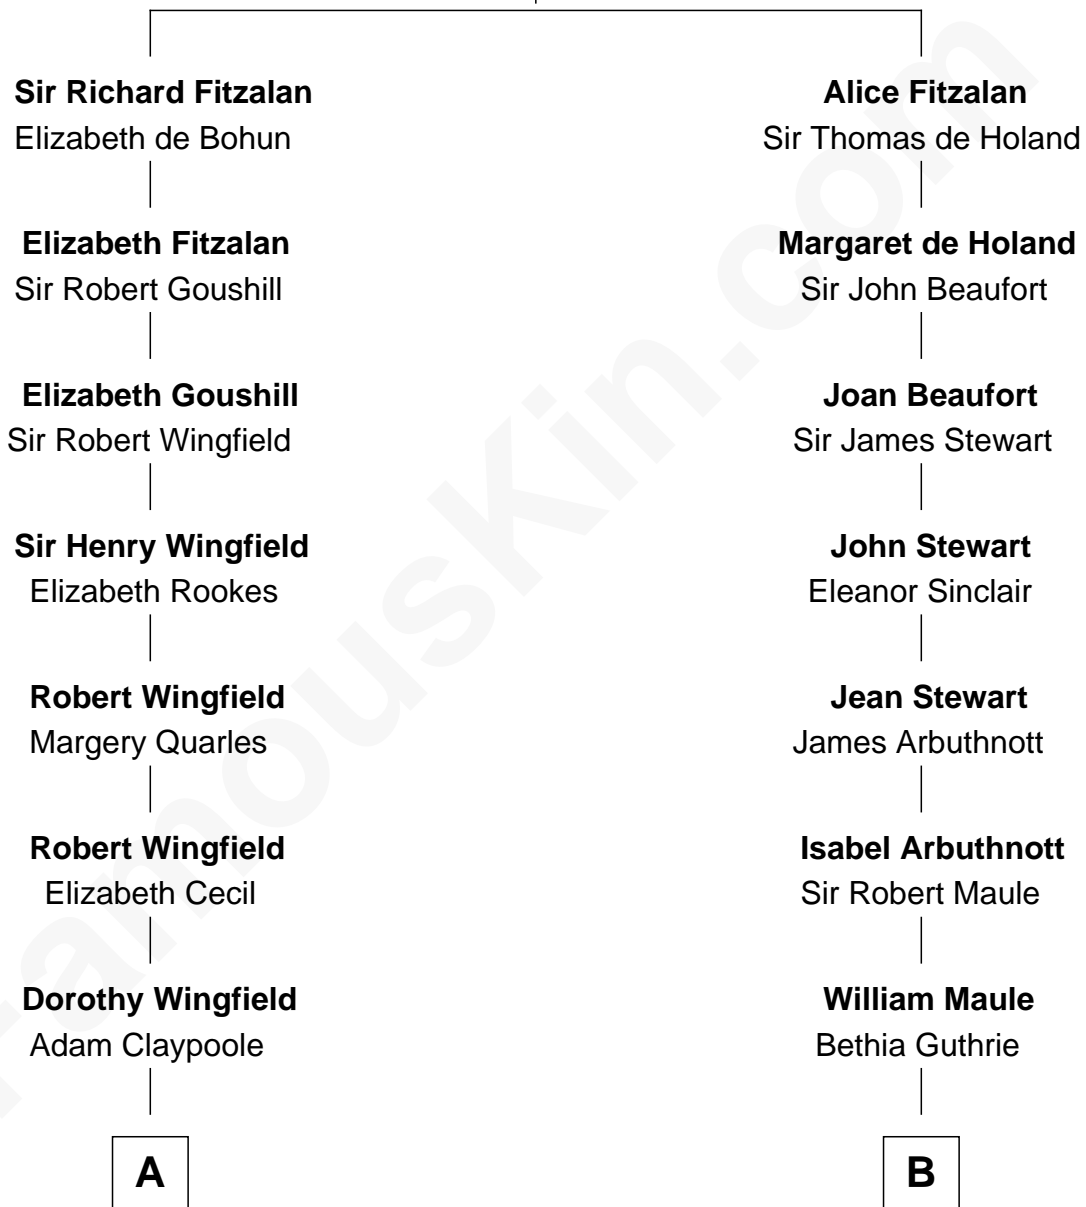 Sir Richard Fitzalan
Elizabeth de Bohun
Elizabeth Fitzalan
Sir Robert Goushill
Elizabeth Goushill
Sir Robert Wingfield
Sir Henry Wingfield
Elizabeth Rookes
Robert Wingfield
Margery Quarles
Robert Wingfield
Elizabeth Cecil
Dorothy Wingfield
Adam Claypoole
A
Alice Fitzalan
Sir Thomas de Holand
Margaret de Holand
Sir John Beaufort
Joan Beaufort
Sir James Stewart
John Stewart
Eleanor Sinclair
Jean Stewart
James Arbuthnott
Isabel Arbuthnott
Sir Robert Maule
William Maule
Bethia Guthrie
B
FamousKin.com